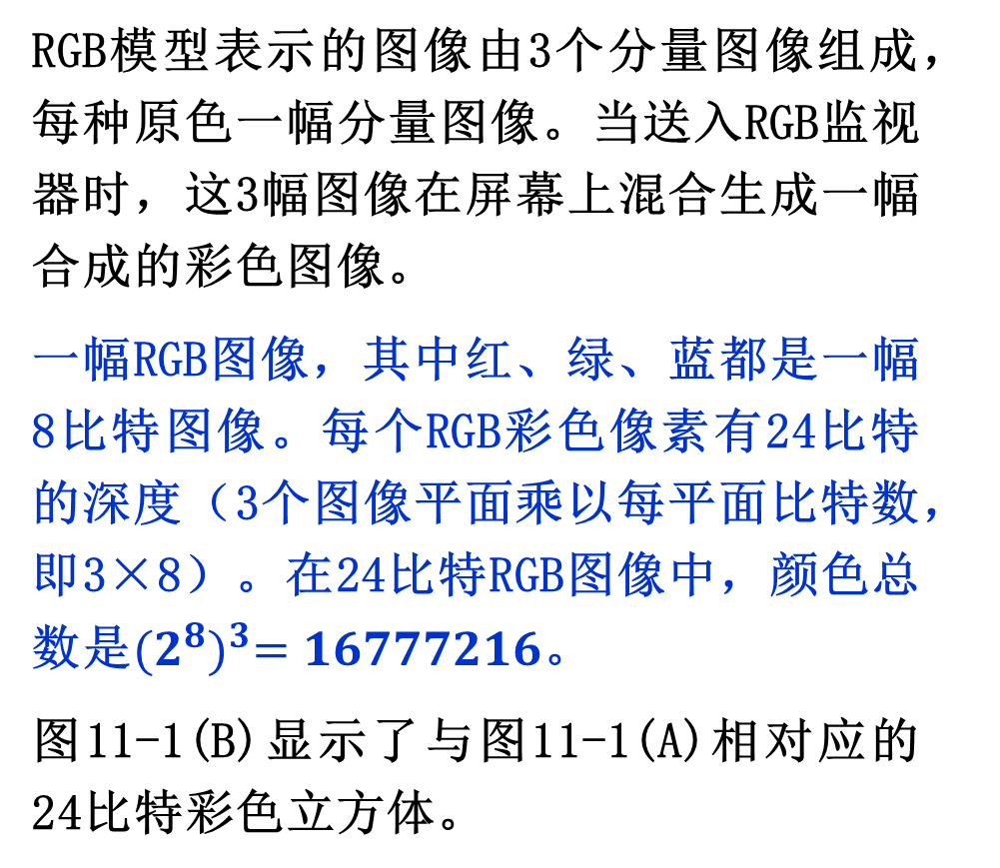 RGB模型表示的图像由3个分量图像组成，
每种原色一幅分量图像。当送入RGB监视
器时，这3幅图像在屏幕上混合生成一幅
合成的彩色图像。
一幅RGB图像，其中红、绿、蓝都是一幅
8比特图像。每个RGB彩色像素有24比特
的深度（3个图像平面乘以每平面比特数，
即3×8）。在24比特RGB图像中，颜色总
数是(2⁸)³= 16777216。
图11-1(B)显示了与图11-1(A)相对应的
24比特彩色立方体。